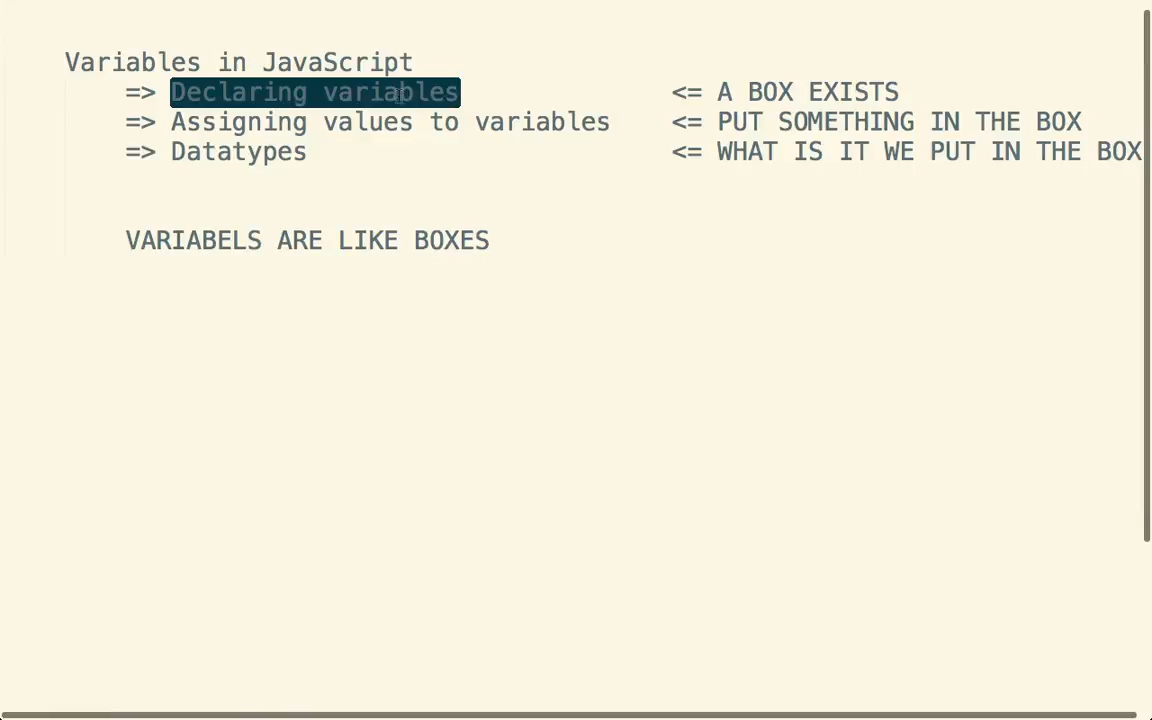 Variables in JavaScript
=> Declaring variables <= A BOX EXISTS
=> Assigning values to variables <= PUT SOMETHING IN THE BOX
=> Datatypes <= WHAT IS IT WE PUT IN THE BOX
VARIABELS ARE LIKE BOXES